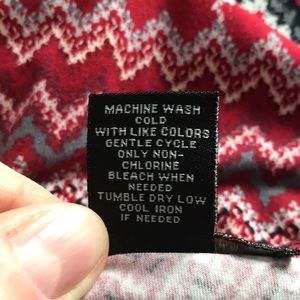 MACHINE WASH
COLD
WITH LIKE COLORS
GENTLE CYCLE
ONLY NON-
CHLORINE
BLEACH WHEN
NEEDED
TUMBLE DRY LOW
COOL IRON
IF NEEDED